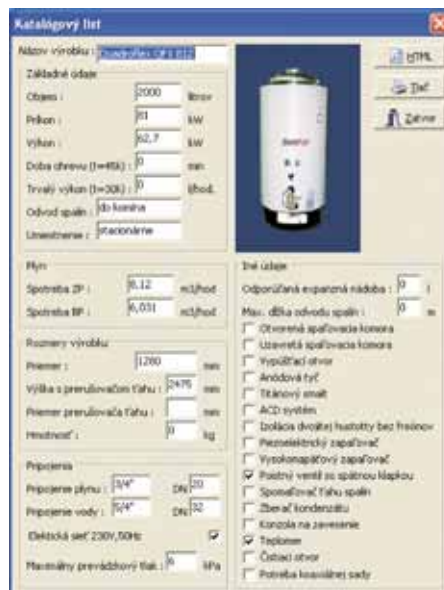 Katalógový list
Názov výrobku : Quadroflex QF1 B12
HTML
Tlač
Zatvor
Základné údaje
Objem : 2000 litrov
Príkon : 81 kW
Výkon : 62,7 kW
Doba ohrevu (t=45k) : 0 min
Trvalý výkon (t=30k) : 0 l/hod.
Odvod spalín : do komína
Umiestnenie : stacionárne
Plyn
Spotreba ZP : 8,12 m3/hod
Spotreba BP : 6,031 m3/hod
Rozmery výrobku
Priemer : 1280 mm
Výška s prerušovačom ťahu : 2475 mm
Priemer prerušovača ťahu : mm
Hmotnosť : 0 kg
Pripojenia
Pripojenie plynu : 3/4" DN 20
Pripojenie vody : 5/4" DN 32
Elektická sieť 230V,50Hz
Maximálny prevádzkový tlak : 6 kPa
Iné údaje
Odporúčaná expanzná nádoba : 0 l
Max. dĺžka odvodu spalín : 0 m
Otvorená spaľovacia komora
Uzavretá spaľovacia komora
Vypúšťací otvor
Anódová tyč
Titánový smalt
ACD systém
Izolácia dvojitej hustotty bez freónov
Piezoelektrický zapaľovač
Vysokonapäťový zapaľovač
Poistný ventil so spätnou klapkou
Spomaľovač ťahu spalín
Zberač kondenzátu
Konzola na zavesenie
Teplomer
Čistiaci otvor
Potreba koaxiálnej sady